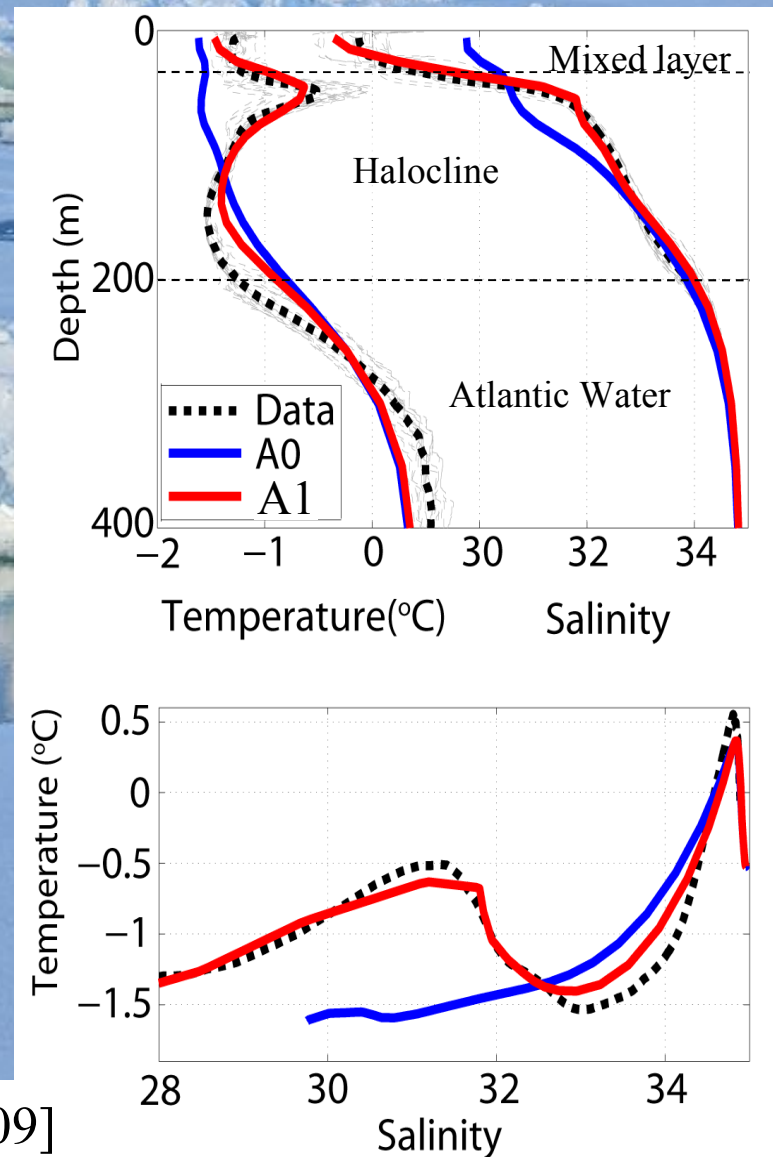 0
Mixed layer
Halocline
Depth (m)
200
Atlantic Water
Data
A0
A1
400
−2 −1 0 30 32 34
Temperature(°C) Salinity
0.5
0
−0.5
−1
−1.5
Temperature (°C)
28 30 32 34
09]
Salinity